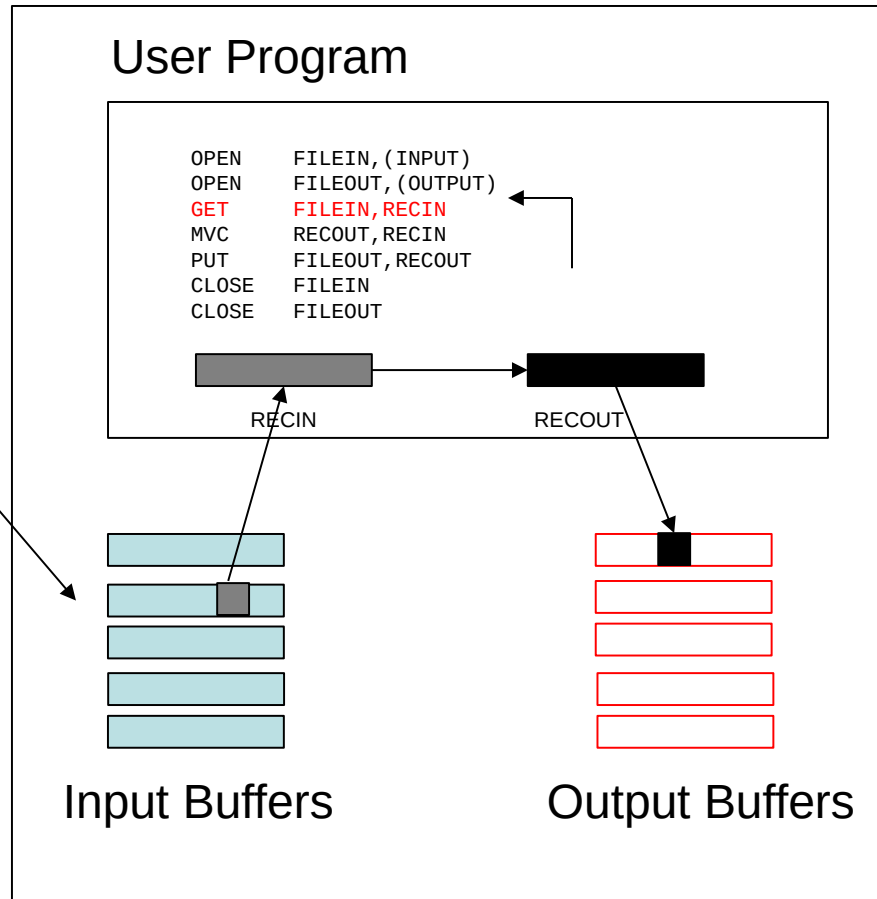 User Program
OPEN FILEIN,(INPUT)
OPEN FILEOUT,(OUTPUT)
GET FILEIN,RECIN
MVC RECOUT,RECIN
PUT FILEOUT,RECOUT
CLOSE FILEIN
CLOSE FILEOUT
RECIN RECOUT
Input Buffers Output Buffers